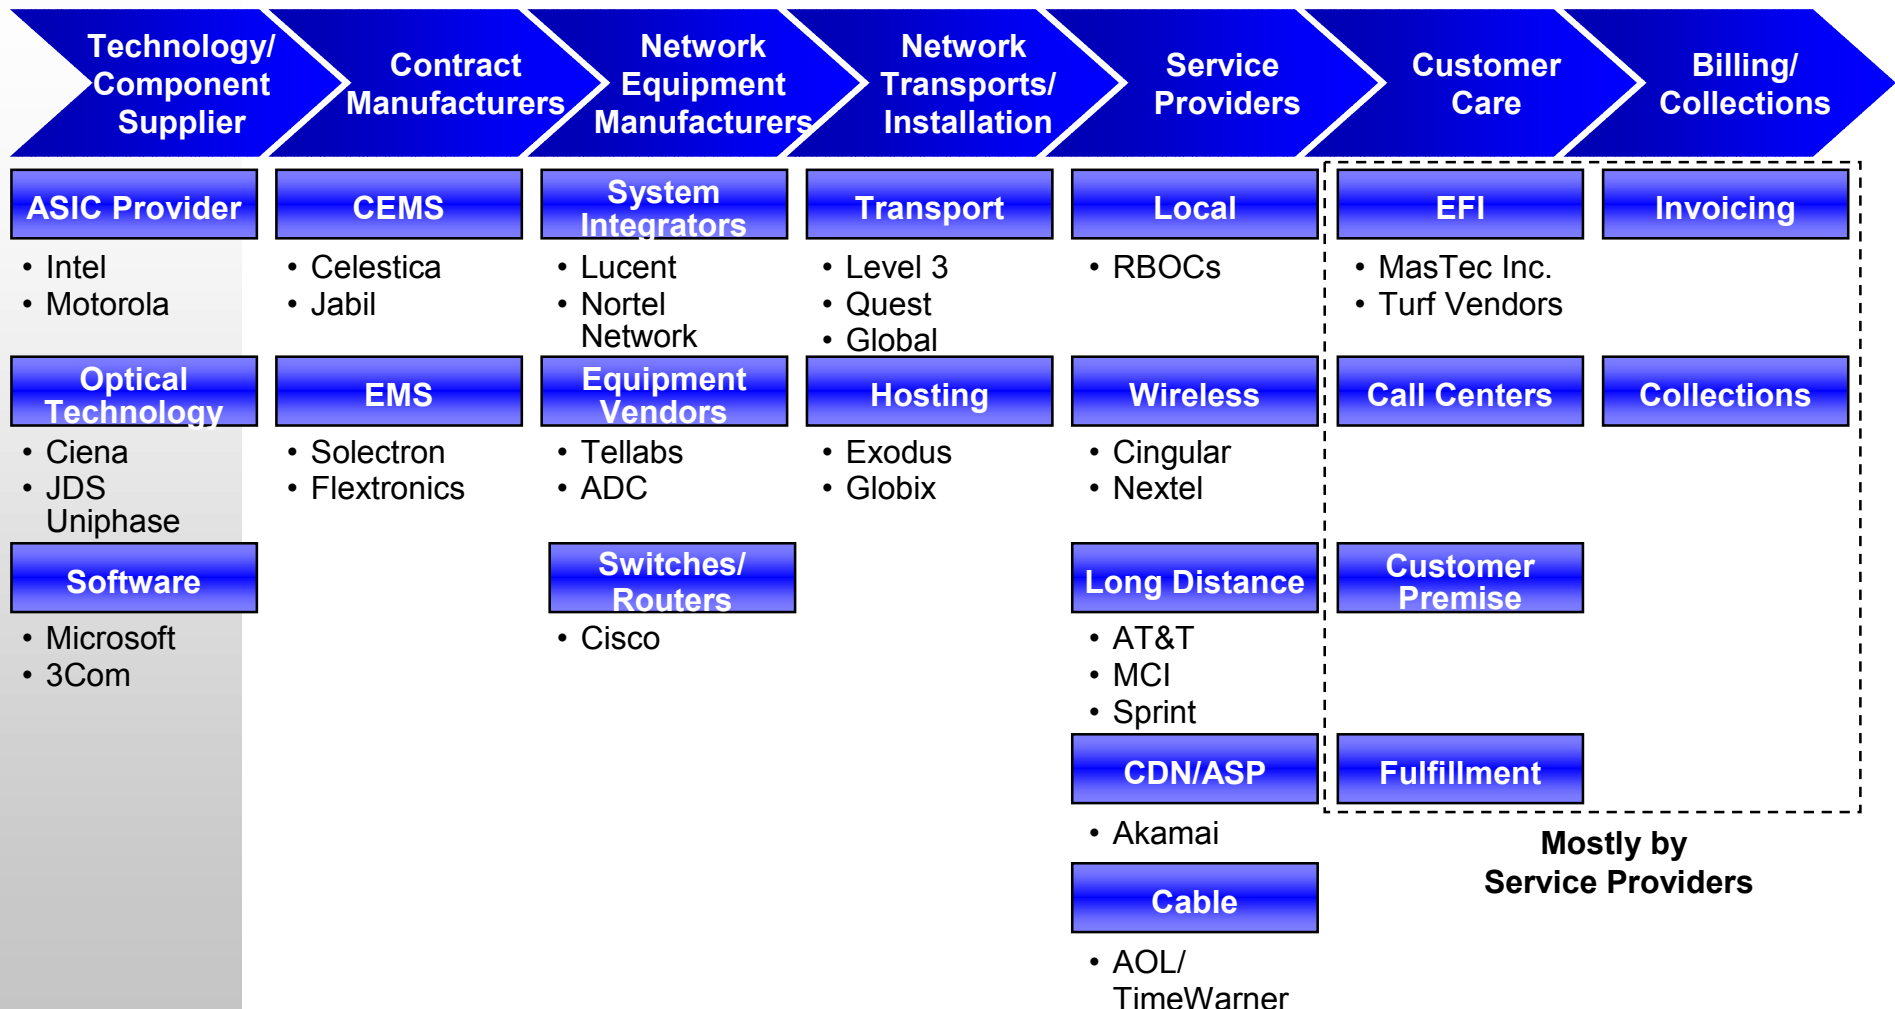 Technology/
Component
Supplier
Contract
Manufacturers
Network
Equipment
Manufacturers
Network
Transports/
Installation
Service
Providers
Customer
Care
Billing/
Collections
ASIC Provider
• Intel
• Motorola
Optical
Technology
• Ciena
• JDS
Uniphase
Software
• Microsoft
• 3Com
CEMS
• Celestica
• Jabil
EMS
• Solectron
• Flextronics
System
Integrators
• Lucent
• Nortel
Network
Equipment
Vendors
• Tellabs
• ADC
Switches/
Routers
• Cisco
Transport
• Level 3
• Quest
• Global
Hosting
• Exodus
• Globix
Local
• RBOCs
Wireless
• Cingular
• Nextel
Long Distance
• AT&T
• MCI
• Sprint
CDN/ASP
• Akamai
Cable
• AOL/
TimeWarner
EFI
• MasTec Inc.
• Turf Vendors
Call Centers
Customer
Premise
Fulfillment
Invoicing
Collections
Mostly by
Service Providers